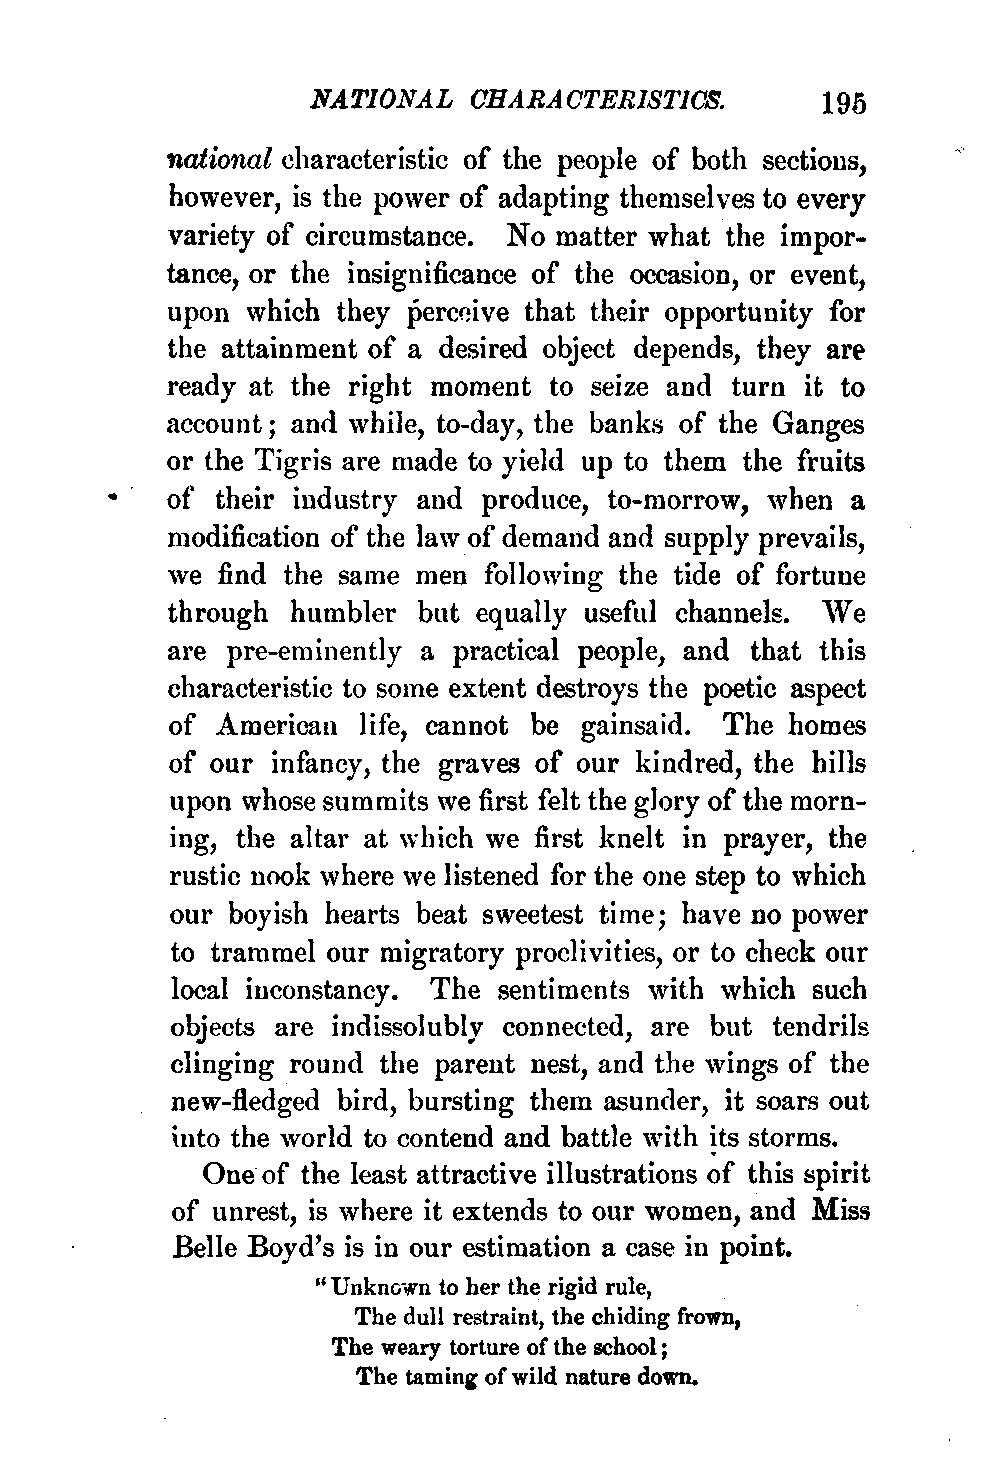 NATIONAL CHARACTERISTICS. 195
national characteristic of the people of both sections,
however, is the power of adapting themselves to every
variety of circumstance. No matter what the impor-
tance, or the insignificance of the occasion, or event,
upon which they perceive that their opportunity for
the attainment of a desired object depends, they are
ready at the right moment to seize and turn it to
account; and while, to-day, the banks of the Ganges
or the Tigris are made to yield up to them the fruits
of their industry and produce, to-morrow, when a
modification of the law of demand and supply prevails,
we find the same men following the tide of fortune
through humbler but equally useful channels. We
are pre-eminently a practical people, and that this
characteristic to some extent destroys the poetic aspect
of American life, cannot be gainsaid. The homes
of our infancy, the graves of our kindred, the hills
upon whose summits we first felt the glory of the morn-
ing, the altar at which we first knelt in prayer, the
rustic nook where we listened for the one step to which
our boyish hearts beat sweetest time; have no power
to trammel our migratory proclivities, or to check our
local inconstancy. The sentiments with which such
objects are indissolubly connected, are but tendrils
clinging round the parent nest, and the wings of the
new-fledged bird, bursting them asunder, it soars out
into the world to contend and battle with its storms.
One of the least attractive illustrations of this spirit
of unrest, is where it extends to our women, and Miss
Belle Boyd's is in our estimation a case in point.
"Unknown to her the rigid rule,
The dull restraint, the chiding frown,
The weary torture of the school;
The taming of wild nature down.